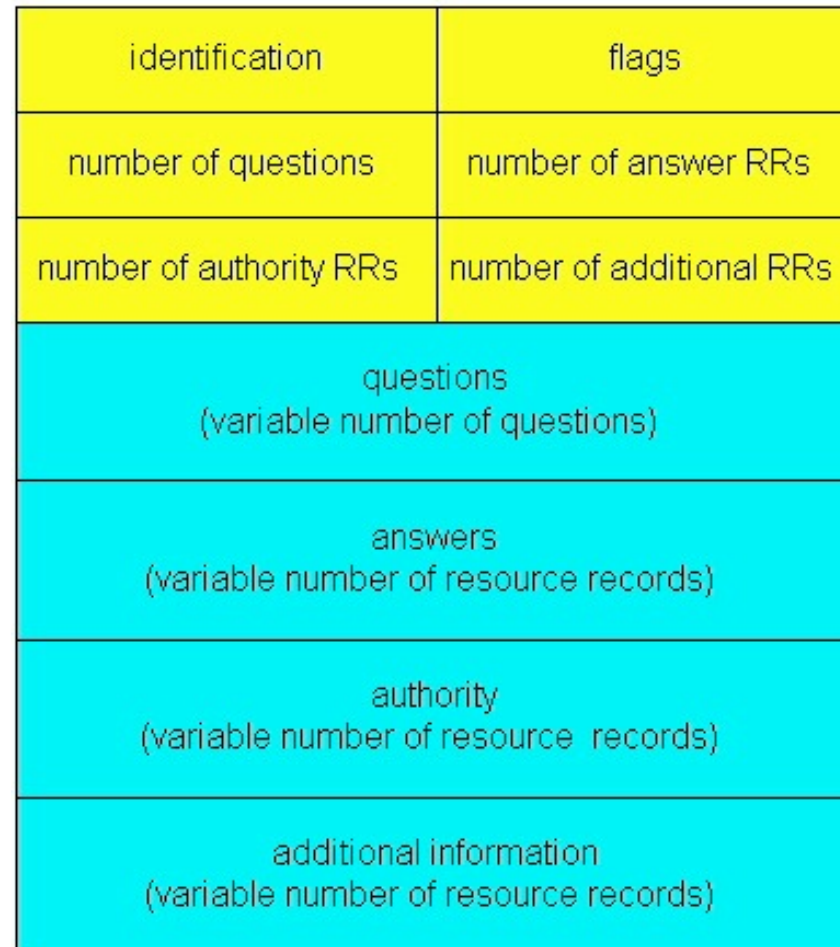 identification
flags
number of questions
number of answer RRs
number of authority RRs
number of additional RRs
questions
(variable number of questions)
answers
(variable number of resource records)
authority
(variable number of resource records)
additional information
(variable number of resource records)